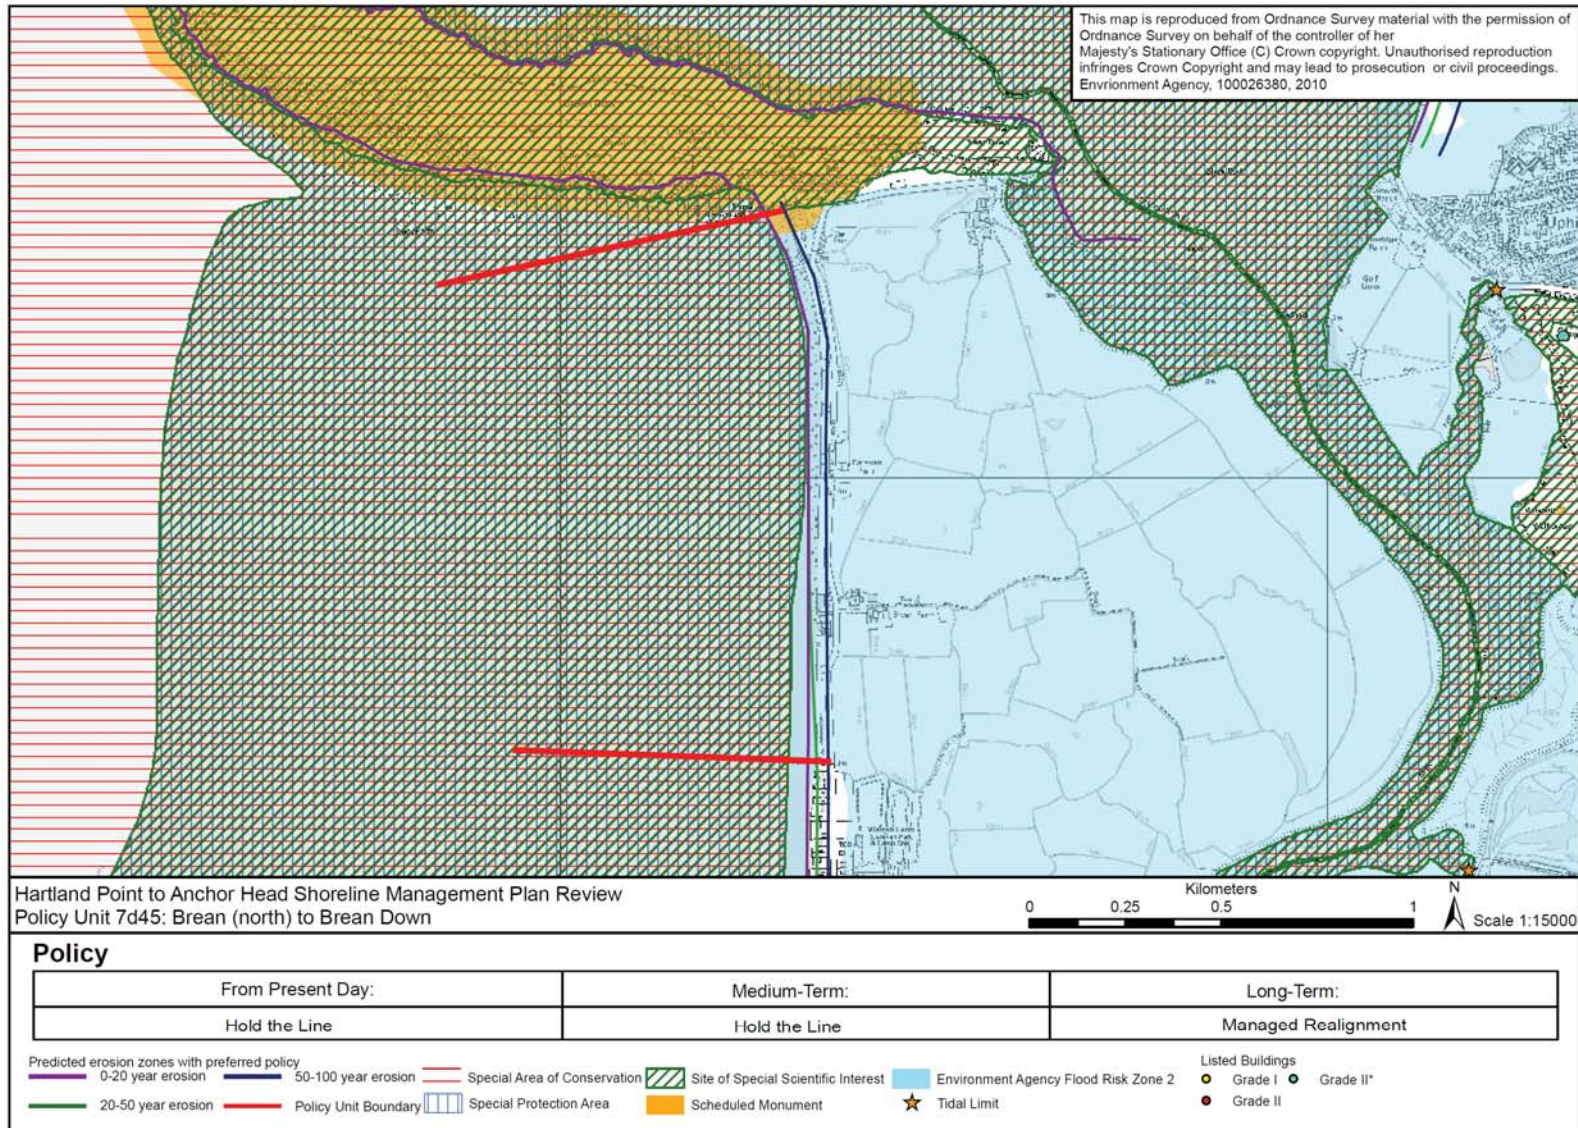 This map is reproduced from Ordnance Survey material with the permission of
Ordnance Survey on behalf of the controller of her
Majesty's Stationary Office (C) Crown copyright. Unauthorised reproduction
infringes Crown Copyright and may lead to prosecution or civil proceedings.
Envrionment Agency, 100026380, 2010
Hartland Point to Anchor Head Shoreline Management Plan Review
Policy Unit 7d45: Brean (north) to Brean Down
Kilometers
0 0.25 0.5 1
N
Scale 1:15000
Policy
From Present Day: Medium-Term: Long-Term:
Hold the Line Hold the Line Managed Realignment
Predicted erosion zones with preferred policy
0-20 year erosion 50-100 year erosion Special Area of Conservation Site of Special Scientific Interest Environment Agency Flood Risk Zone 2
20-50 year erosion Policy Unit Boundary Special Protection Area Scheduled Monument Tidal Limit
Listed Buildings
Grade I Grade II*
Grade II